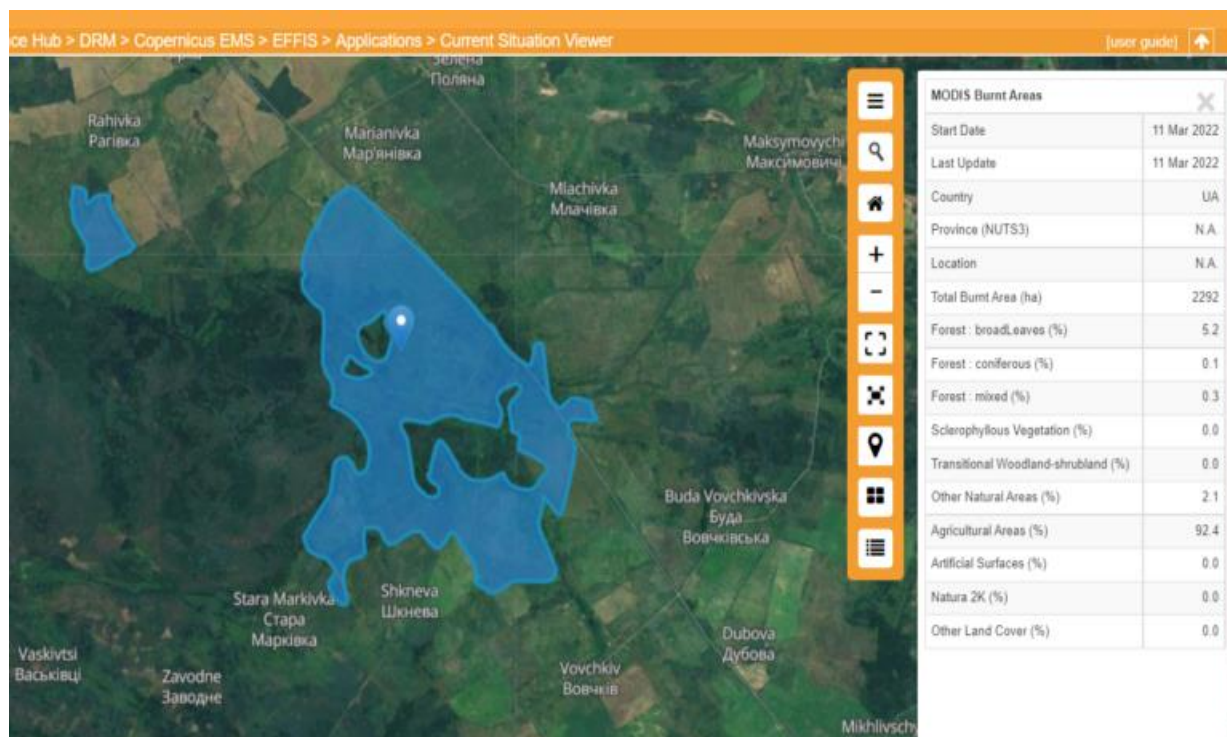 ce Hub > DRM > Copernicus EMS > EFFIS > Applications > Current Situation Viewer
[user guide]
Зелена
Поляна
Rahivka
Рагівка
Marianivka
Мар'янівка
Maksymovychi
Максимовичі
Mlachivka
Млачівка
Buda Vovchkivska
Буда
Вовчківська
Stara Markivka
Стара
Марківка
Shkneva
Шкнева
Vaskivtsi
Васьківці
Zavodne
Заводне
Dubova
Дубова
Vovchkiv
Вовчків
Mikhlivsch
MODIS Burnt Areas
Start Date 11 Mar 2022
Last Update 11 Mar 2022
Country UA
Province (NUTS3) N.A.
Location N.A.
Total Burnt Area (ha) 2292
Forest : broadLeaves (%) 5.2
Forest : coniferous (%) 0.1
Forest : mixed (%) 0.3
Sclerophyllous Vegetation (%) 0.0
Transitional Woodland-shrubland (%) 0.0
Other Natural Areas (%) 2.1
Agricultural Areas (%) 92.4
Artificial Surfaces (%) 0.0
Natura 2K (%) 0.0
Other Land Cover (%) 0.0